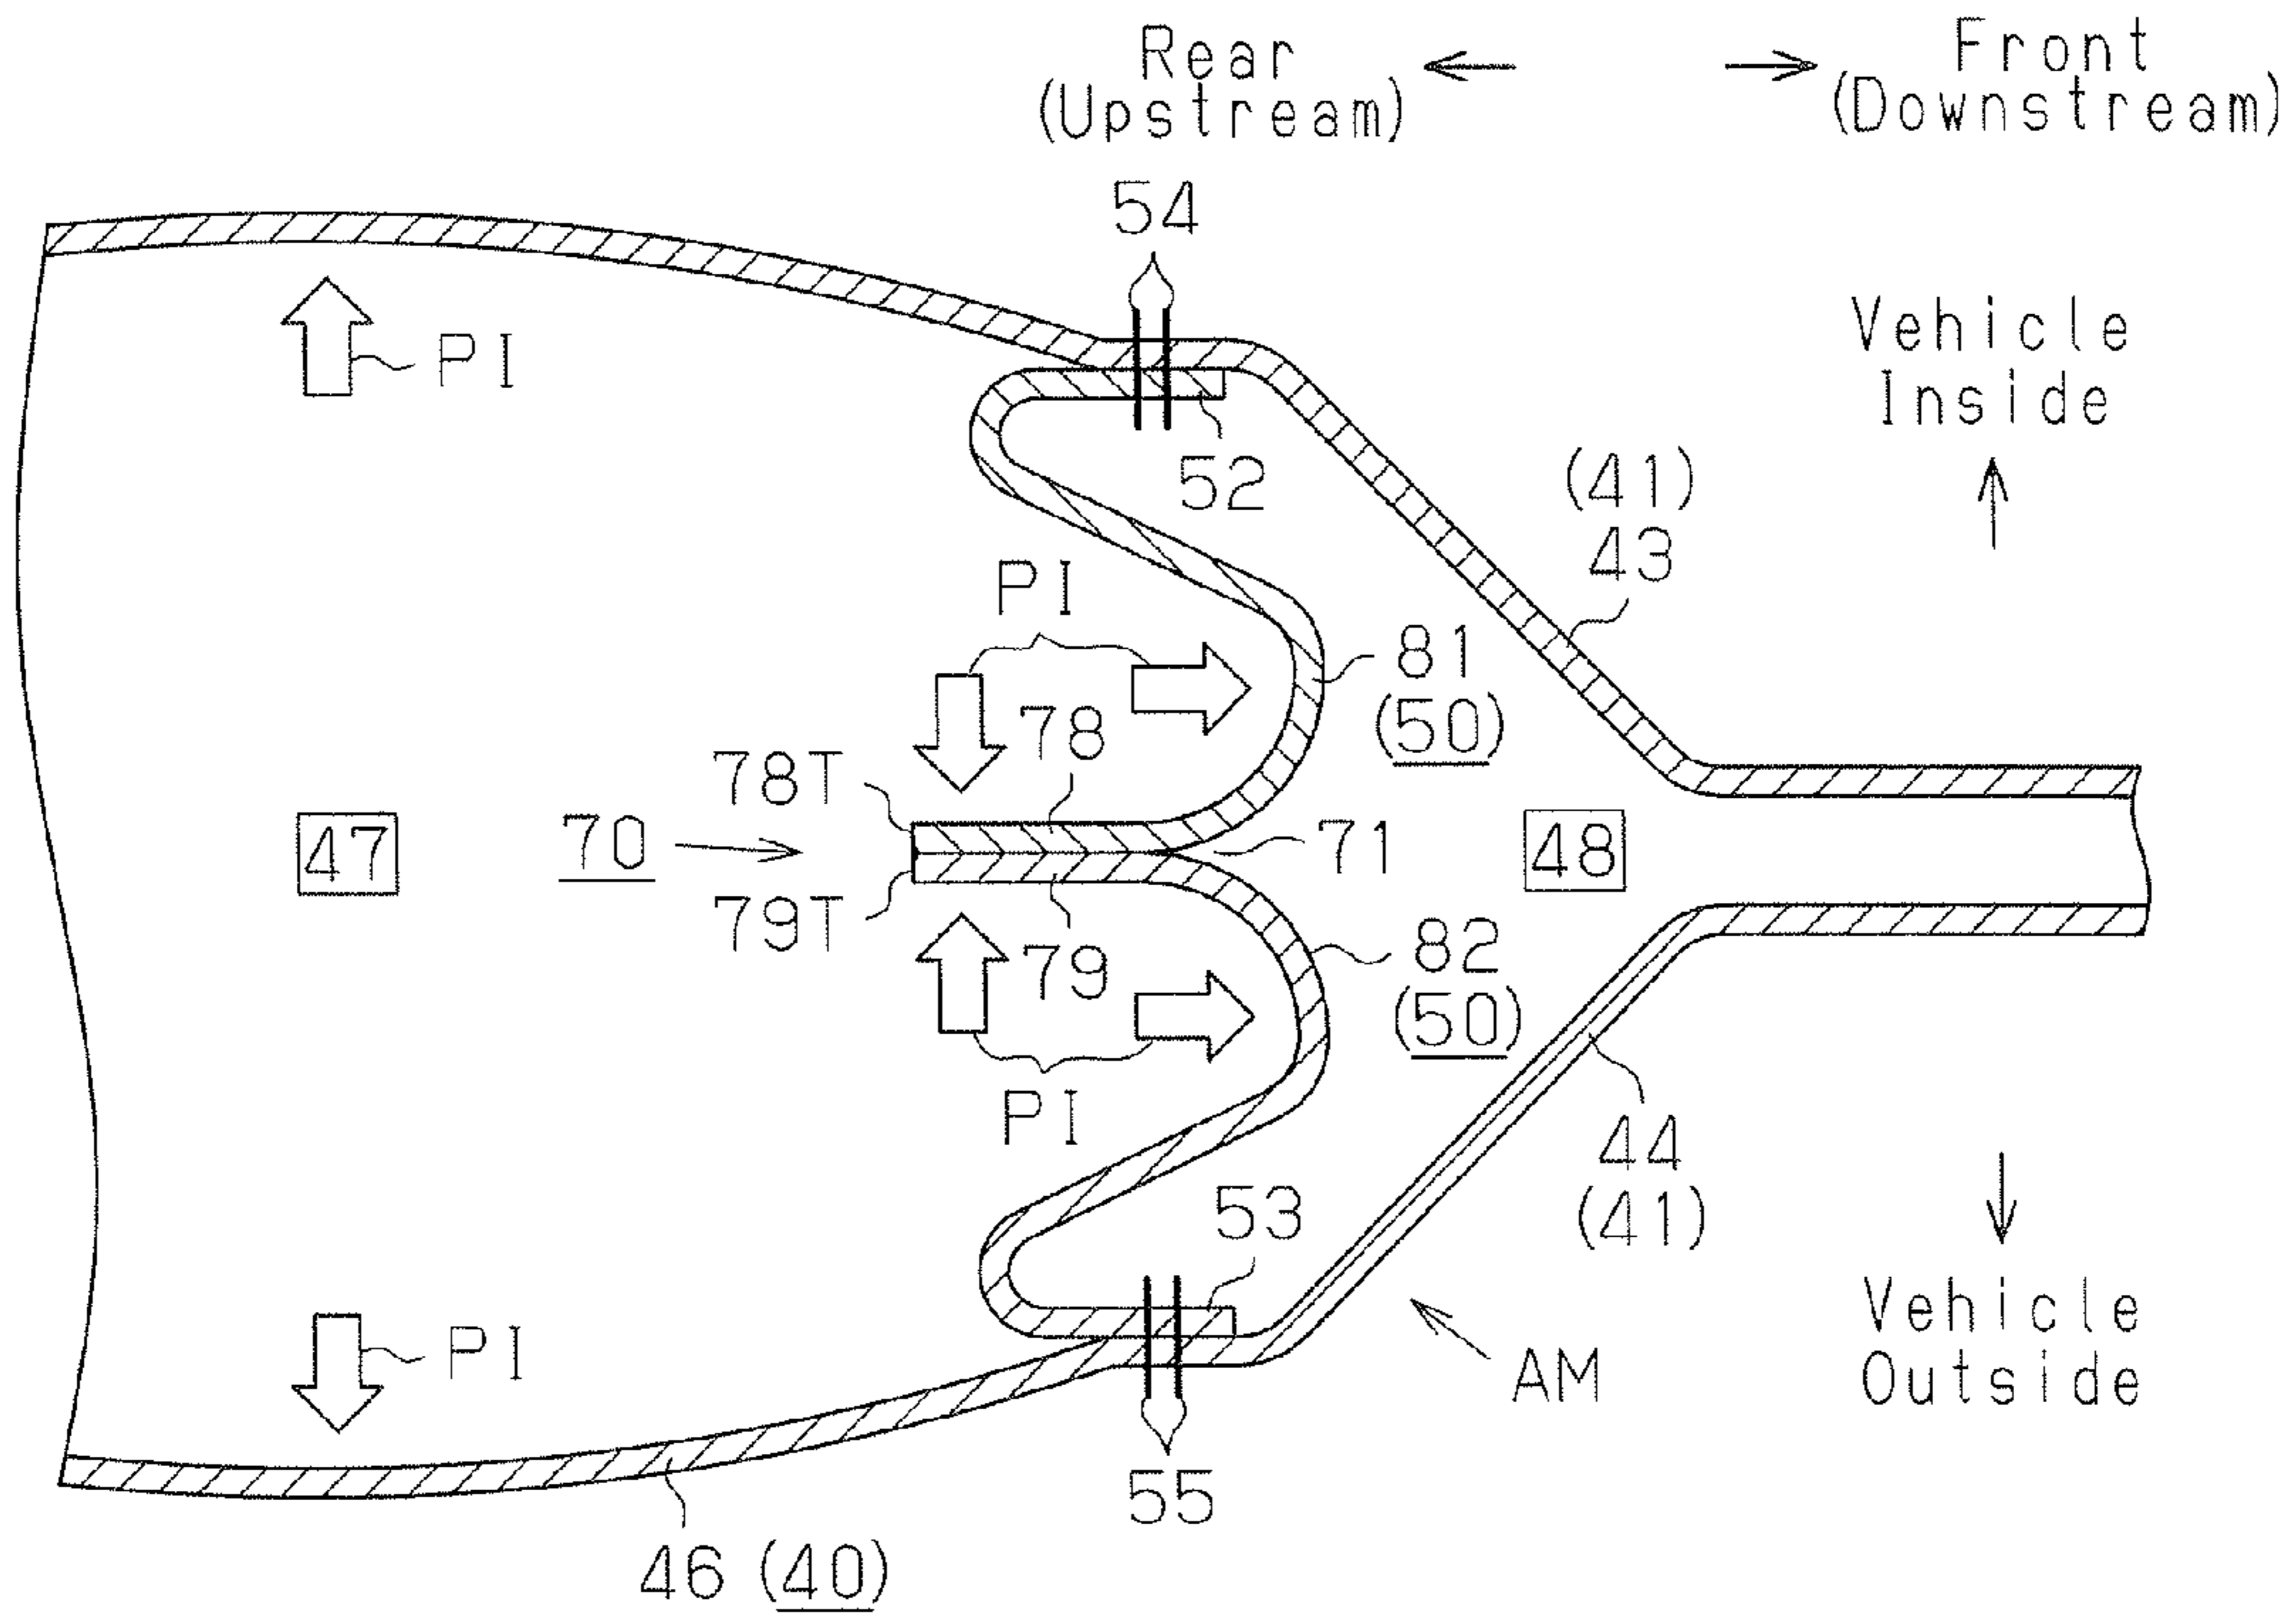 Rear
(Upstream)
Front
(Downstream)
54
PI
Vehicle
Inside
52
(41)
43
PI
81
(50)
78
78T
47
70
71
48
79T
79
82
(50)
PI
44
(41)
53
PI
AM
Vehicle
Outside
55
46 (40)